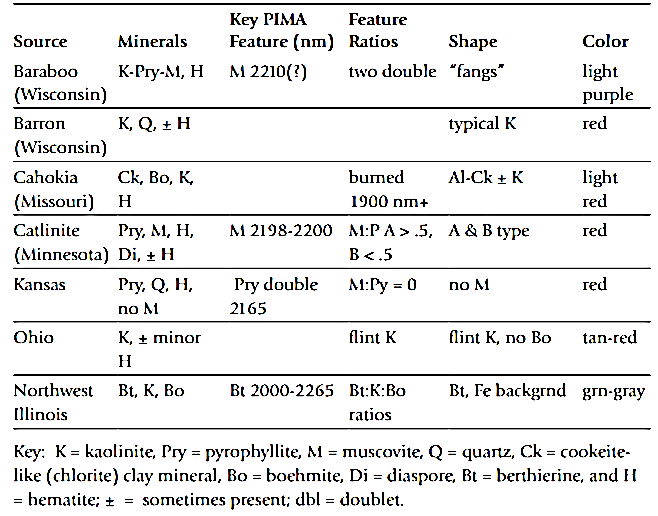 Key PIMA Feature
Source Minerals Feature (nm) Ratios Shape Color
Baraboo K-Pry-M, H M 2210(?) two double "fangs" light
(Wisconsin) purple
Barron K, Q, ± H typical K red
(Wisconsin)
Cahokia Ck, Bo, K, burned Al-Ck ± K light
(Missouri) H 1900 nm+ red
Catlinite Pry, M, H, M 2198-2200 M:P A > .5, A & B type red
(Minnesota) Di, ± H B < .5
Kansas Pry, Q, H, Pry double M:Py = 0 no M red
no M 2165
Ohio K, ± minor flint K flint K, no Bo tan-red
H
Northwest Bt, K, Bo Bt 2000-2265 Bt:K:Bo Bt, Fe backgrnd grn-gray
Illinois ratios
Key: K = kaolinite, Pry = pyrophyllite, M = muscovite, Q = quartz, Ck = cookeite-
like (chlorite) clay mineral, Bo = boehmite, Di = diaspore, Bt = berthierine, and H
= hematite; ± = sometimes present; dbl = doublet.